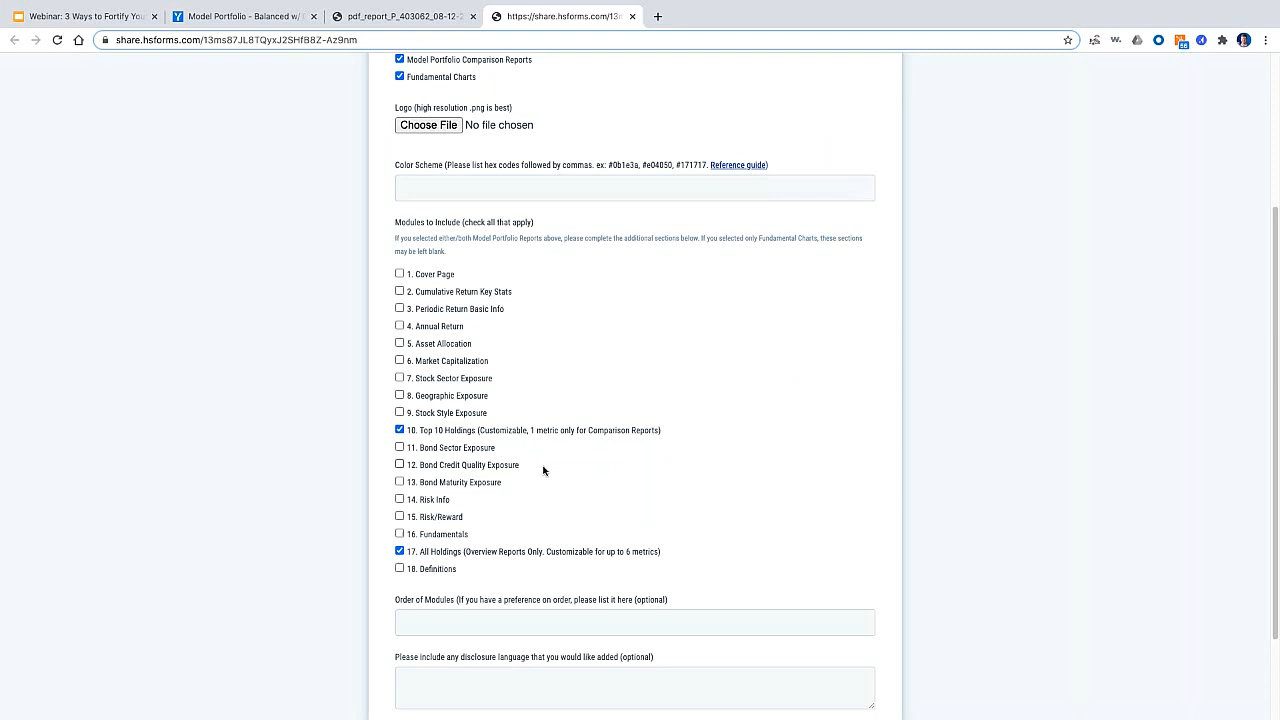 Webinar: 3 Ways to Fortify You
Model Portfolio - Balanced w/
pdf_report_P_403062_08-12-2
https://share.hsforms.com/13m
share.hsforms.com/13ms87JL8TQyxJ2SHfB8Z-Az9nm
56
Model Portfolio Comparison Reports
Fundamental Charts
Logo (high resolution .png is best)
Choose File No file chosen
Color Scheme (Please list hex codes followed by commas. ex: #0b1e3a, #e04850, #171717. Reference guide)
Modules to Include (check all that apply)
If you selected either/both Model Portfolio Reports above, please complete the additional sections below. If you selected only Fundamental Charts, these sections
may be left blank.
1. Cover Page
2. Cumulative Return Key Stats
3. Periodic Return Basic Info
4. Annual Return
5. Asset Allocation
6. Market Capitalization
7. Stock Sector Exposure
8. Geographic Exposure
9. Stock Style Exposure
10. Top 10 Holdings (Customizable, 1 metric only for Comparison Reports)
11. Bond Sector Exposure
12. Bond Credit Quality Exposure
13. Bond Maturity Exposure
14. Risk Info
15. Risk/Reward
16. Fundamentals
17. All Holdings (Overview Reports Only. Customizable for up to 6 metrics)
18. Definitions
Order of Modules (If you have a preference on order, please list it here (optional)
Please include any disclosure language that you would like added (optional)